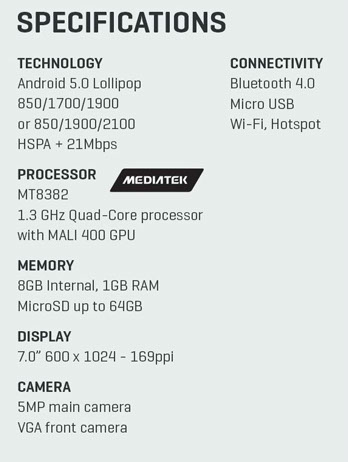 SPECIFICATIONS
TECHNOLOGY
Android 5.0 Lollipop
850/1700/1900
or 850/1900/2100
HSPA + 21Mbps
PROCESSOR MEDIATEK
MT8382
1.3 GHz Quad-Core processor
with MALI 400 GPU
MEMORY
8GB Internal, 1GB RAM
MicroSD up to 64GB
DISPLAY
7.0” 600 x 1024 - 169ppi
CAMERA
5MP main camera
VGA front camera
CONNECTIVITY
Bluetooth 4.0
Micro USB
Wi-Fi, Hotspot